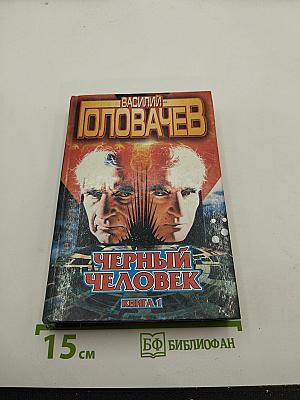 ВАСИЛИЙ
ГОЛОВАЧЕВ
ЧЕРНЫЙ
ЧЕЛОВЕК
КНИГА 1
15 см
БФ БИБЛИОФАН